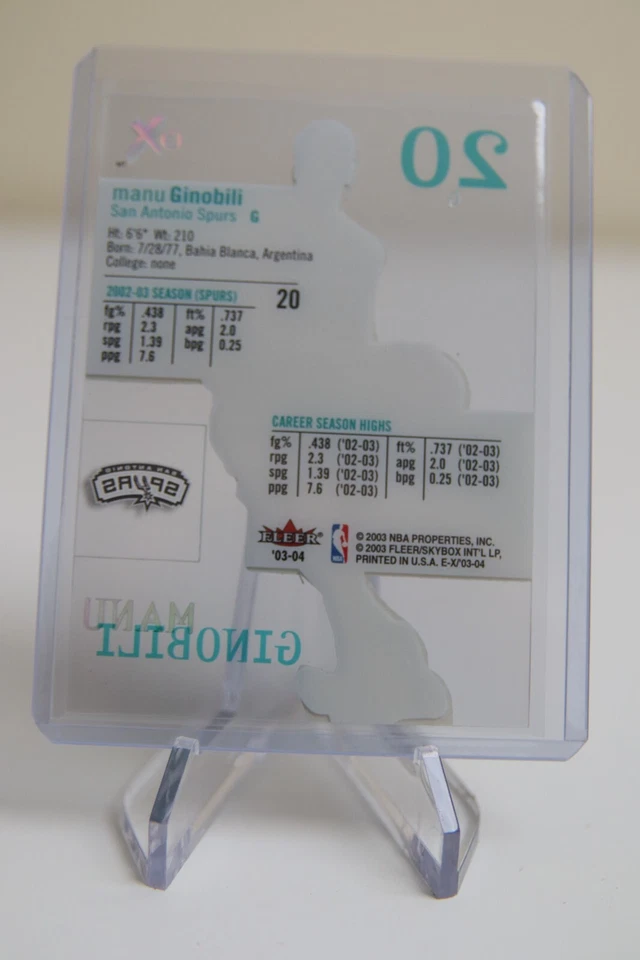 20
manu Ginobili
San Antonio Spurs G
Ht: 6'6" Wt: 210
Born: 7/28/77, Bahia Blanca, Argentina
College: none
2002-03 SEASON (SPURS) 20
fg% .438 ft% .737
rpg 2.3 apg 2.0
spg 1.39 bpg 0.25
ppg 7.6
CAREER SEASON HIGHS
fg% .438 ('02-03) ft% .737 ('02-03)
rpg 2.3 ('02-03) apg 2.0 ('02-03)
spg 1.39 ('02-03) bpg 0.25 ('02-03)
ppg 7.6 ('02-03)
SAN ANTONIO
SPURS
FLEER
'03-04
NBA
© 2003 NBA PROPERTIES, INC.
© 2003 FLEER/SKYBOX INT'L LP,
PRINTED IN U.S.A. E-X/'03-04
MANU
GINOBILI